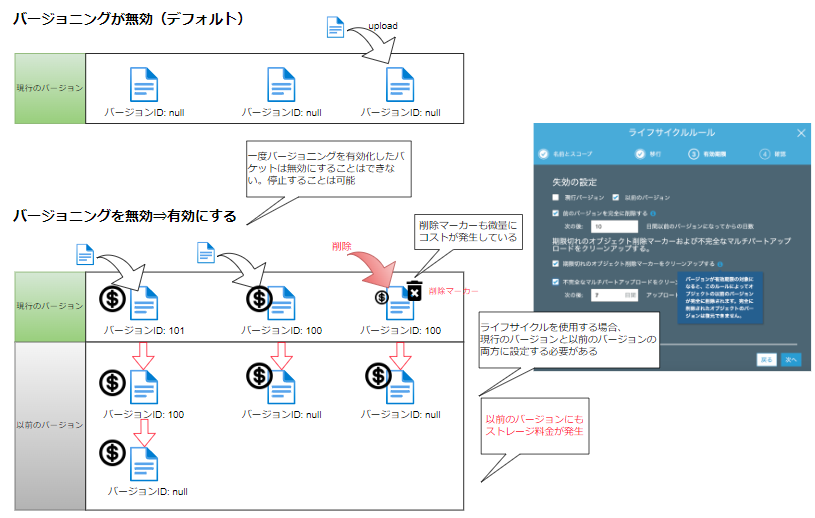 バージョニングが無効（デフォルト）
upload
現行のバージョン
バージョンID: null
バージョンID: null
バージョンID: null
一度バージョニングを有効化したバ
ケットは無効にすることはできな
い。停止することは可能
バージョニングを無効⇒有効にする
削除
削除マーカーも微量に
コストが発生している
削除マーカー
現行のバージョン
バージョンID: 101
バージョンID: 100
バージョンID: 100
以前のバージョン
バージョンID: 100
バージョンID: null
バージョンID: null
バージョンID: null
ライフサイクルを使用する場合、
現行のバージョンと以前のバージョンの
両方に設定する必要がある
以前のバージョンにも
ストレージ料金が発生
ライフサイクルルール
名前とスコープ
移行
3 有効期限
4 確認
失効の設定
現行バージョン
以前のバージョン
前のバージョンを完全に削除する
次の後:
10
日間以前のバージョンになってからの日数
期限切れのオブジェクト削除マーカーおよび不完全なマルチパートアップ
ロードをクリーンアップする。
期限切れのオブジェクト削除マーカーをクリーンアップする
不完全なマルチパートアップロードをクリーン
次の後:
7
日間
アップロード
バージョンが有効期限の対象に
なると、このルールによってオ
ブジェクトの以前のバージョン
が完全に削除されます。完全に
削除されたオブジェクトのバー
ジョンは復元できません。
戻る
次へ